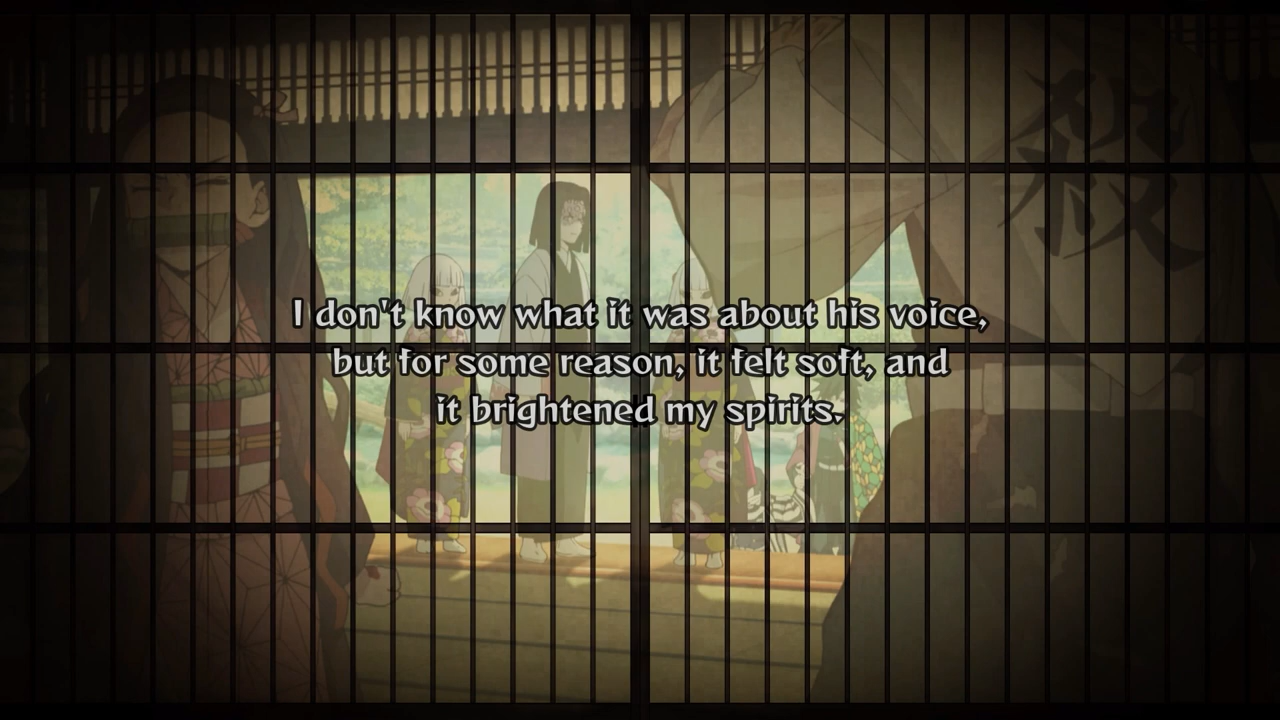 殺
I don't know what it was about his voice,
but for some reason, it felt soft, and
it brightened my spirits.